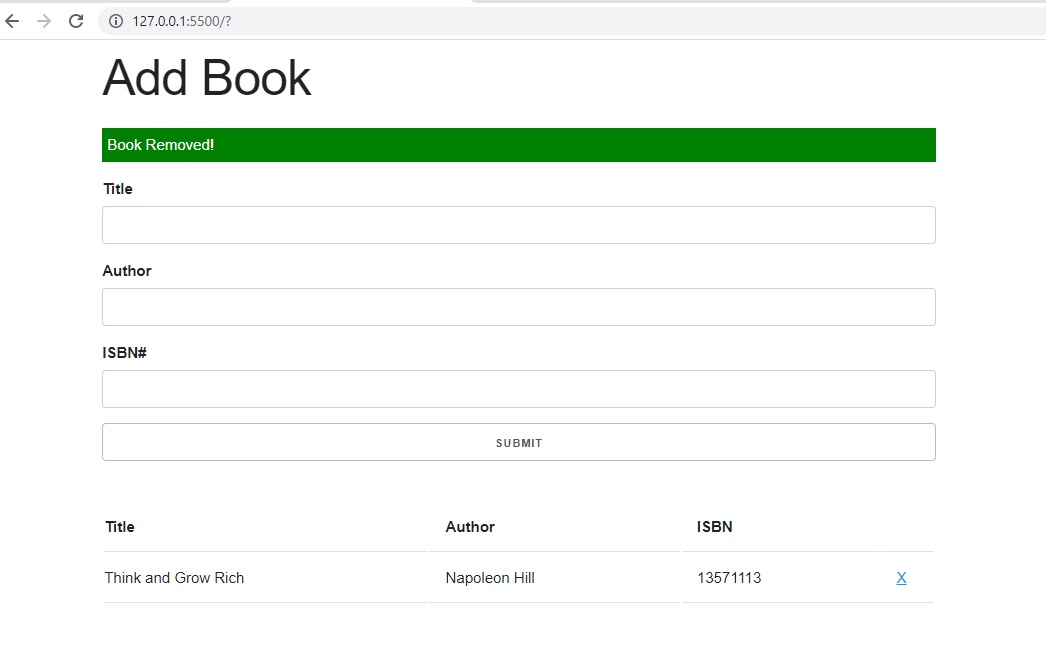 127.0.0.1:5500/?
Add Book
Book Removed!
Title
Author
ISBN#
SUBMIT
Title Author ISBN
Think and Grow Rich Napoleon Hill 13571113 X